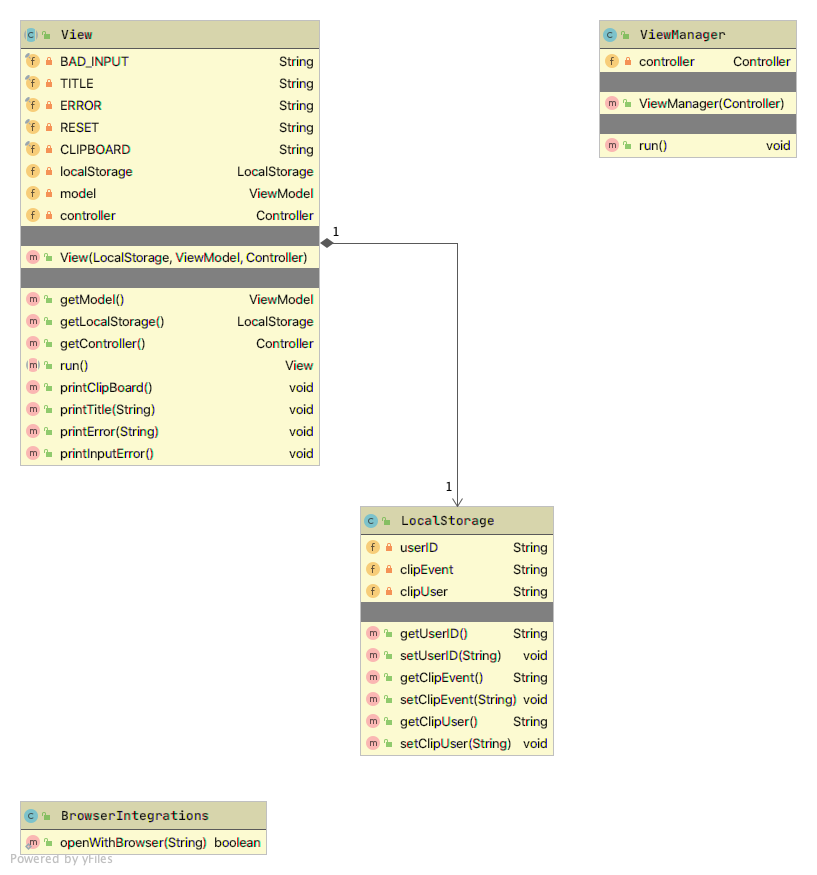 View
BAD_INPUT String
TITLE String
ERROR String
RESET String
CLIPBOARD String
localStorage LocalStorage
model ViewModel
controller Controller
View(LocalStorage, ViewModel, Controller)
getModel() ViewModel
getLocalStorage() LocalStorage
getController() Controller
run() View
printClipBoard() void
printTitle(String) void
printError(String) void
printInputError() void
ViewManager
controller Controller
ViewManager(Controller)
run() void
1
1
LocalStorage
userID String
clipEvent String
clipUser String
getUserID() String
setUserID(String) void
getClipEvent() String
setClipEvent(String) void
getClipUser() String
setClipUser(String) void
BrowserIntegrations
openWithBrowser(String) boolean
Powered by yFiles